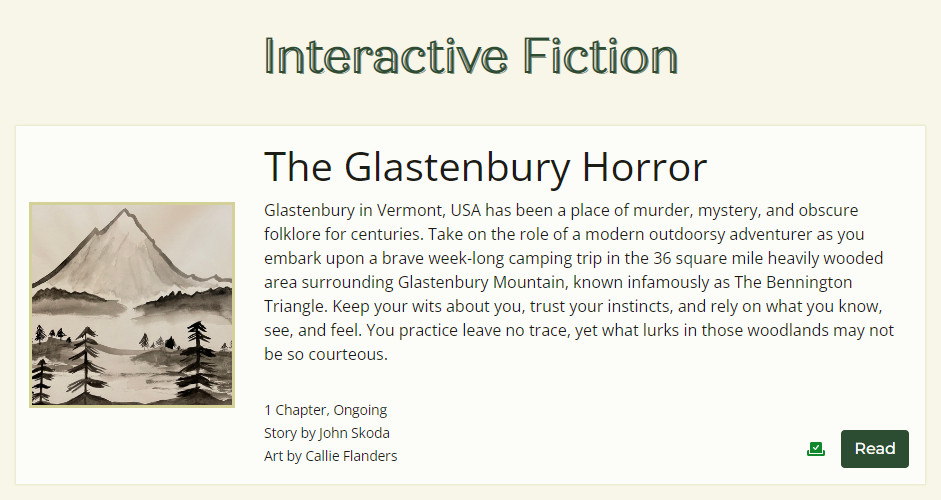 Interactive Fiction
The Glastenbury Horror
Glastenbury in Vermont, USA has been a place of murder, mystery, and obscure
folklore for centuries. Take on the role of a modern outdoorsy adventurer as you
embark upon a brave week-long camping trip in the 36 square mile heavily wooded
area surrounding Glastenbury Mountain, known infamously as The Bennington
Triangle. Keep your wits about you, trust your instincts, and rely on what you know,
see, and feel. You practice leave no trace, yet what lurks in those woodlands may not
be so courteous.
1 Chapter, Ongoing
Story by John Skoda
Art by Callie Flanders
Read